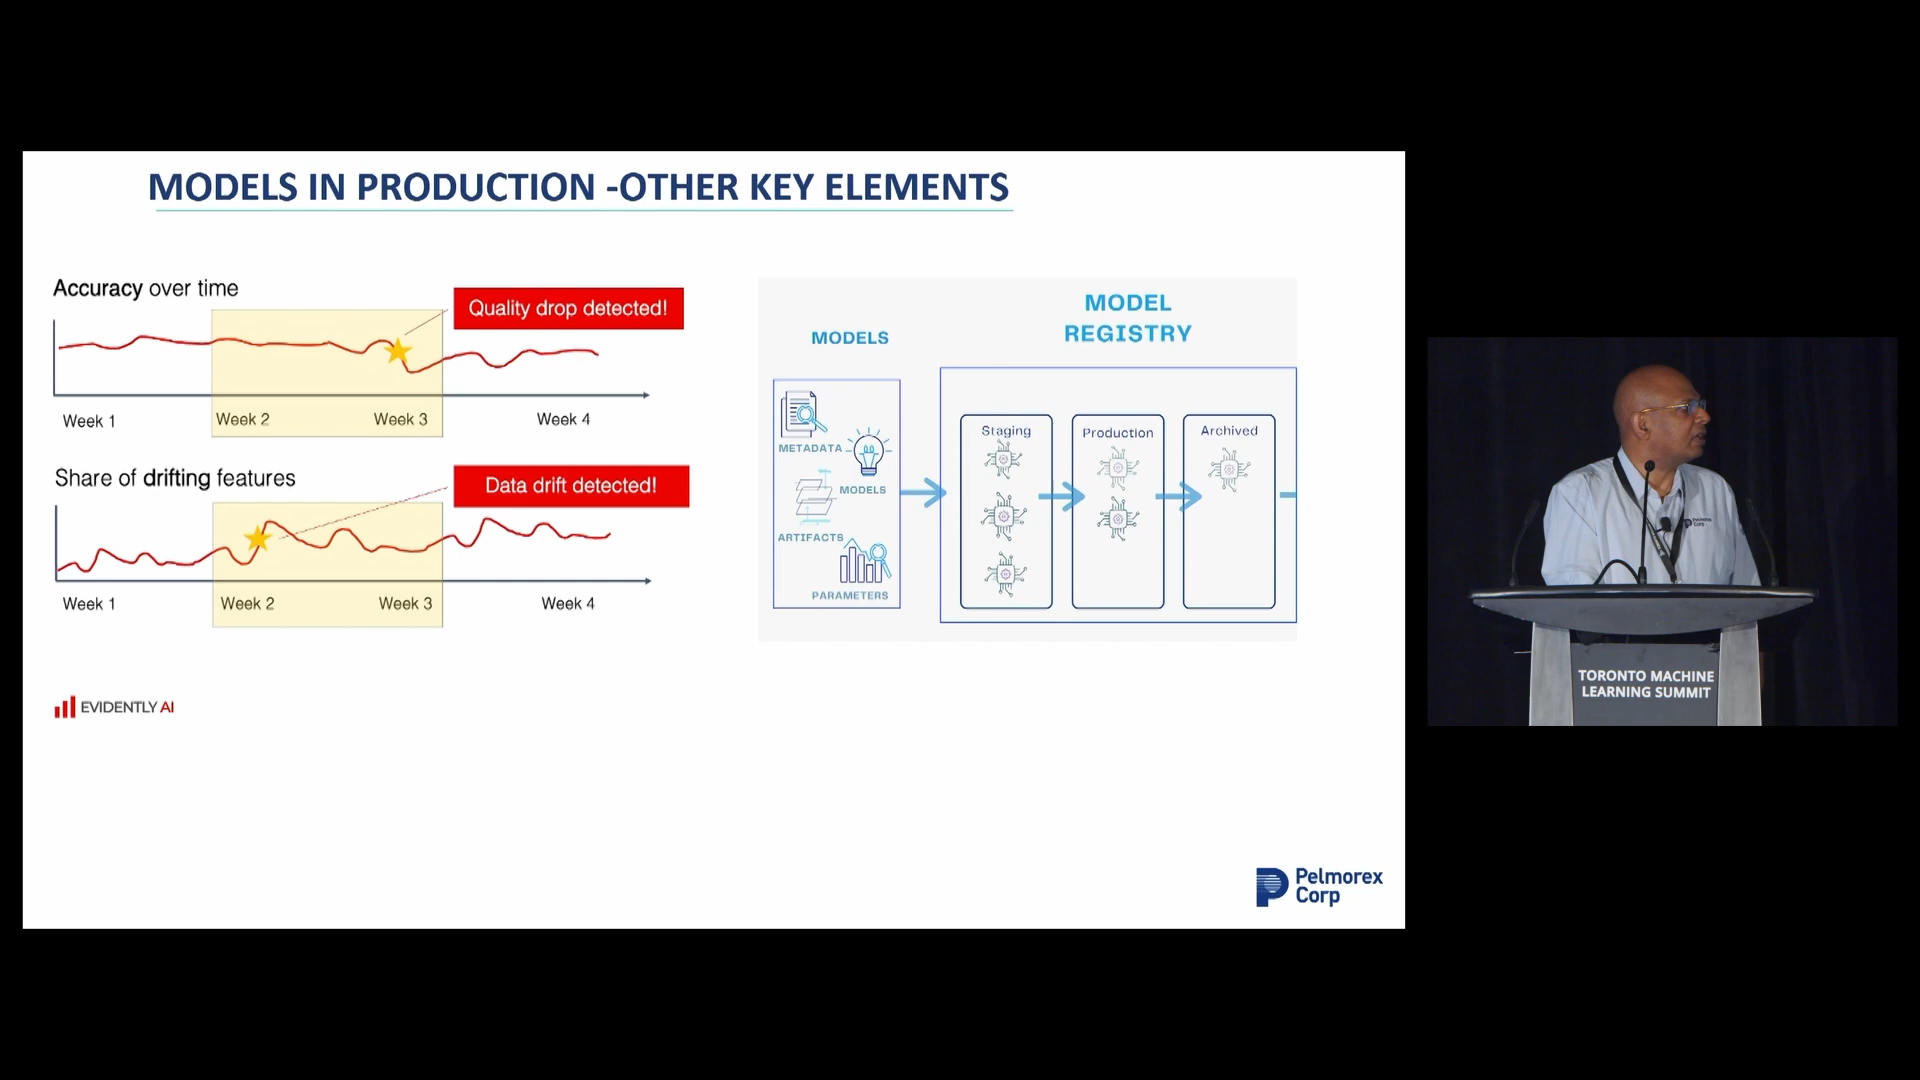 MODELS IN PRODUCTION -OTHER KEY ELEMENTS
Accuracy over time
Quality drop detected!
Week 1
Week 2
Week 3
Week 4
Share of drifting features
Data drift detected!
Week 1
Week 2
Week 3
Week 4
EVIDENTLY AI
MODELS
METADATA
MODELS
ARTIFACTS
PARAMETERS
MODEL
REGISTRY
Staging
Production
Archived
Pelmorex
Corp
Pelmorex
Corp
TORONTO MACHINE
LEARNING SUMMIT